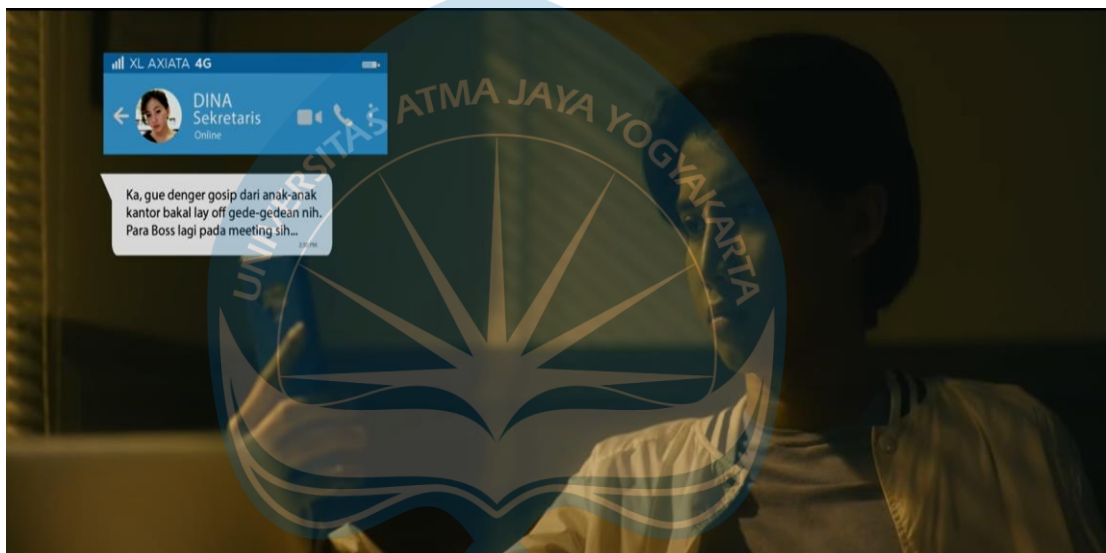 XL AXIATA 4G
DINA
Sekretaris
Online
Ka, gue denger gosip dari anak-anak
kantor bakal lay off gede-gedean nih.
Para Boss lagi pada meeting sih...
UNIVERSITAS ATMA JAYA YOGYAKARTA